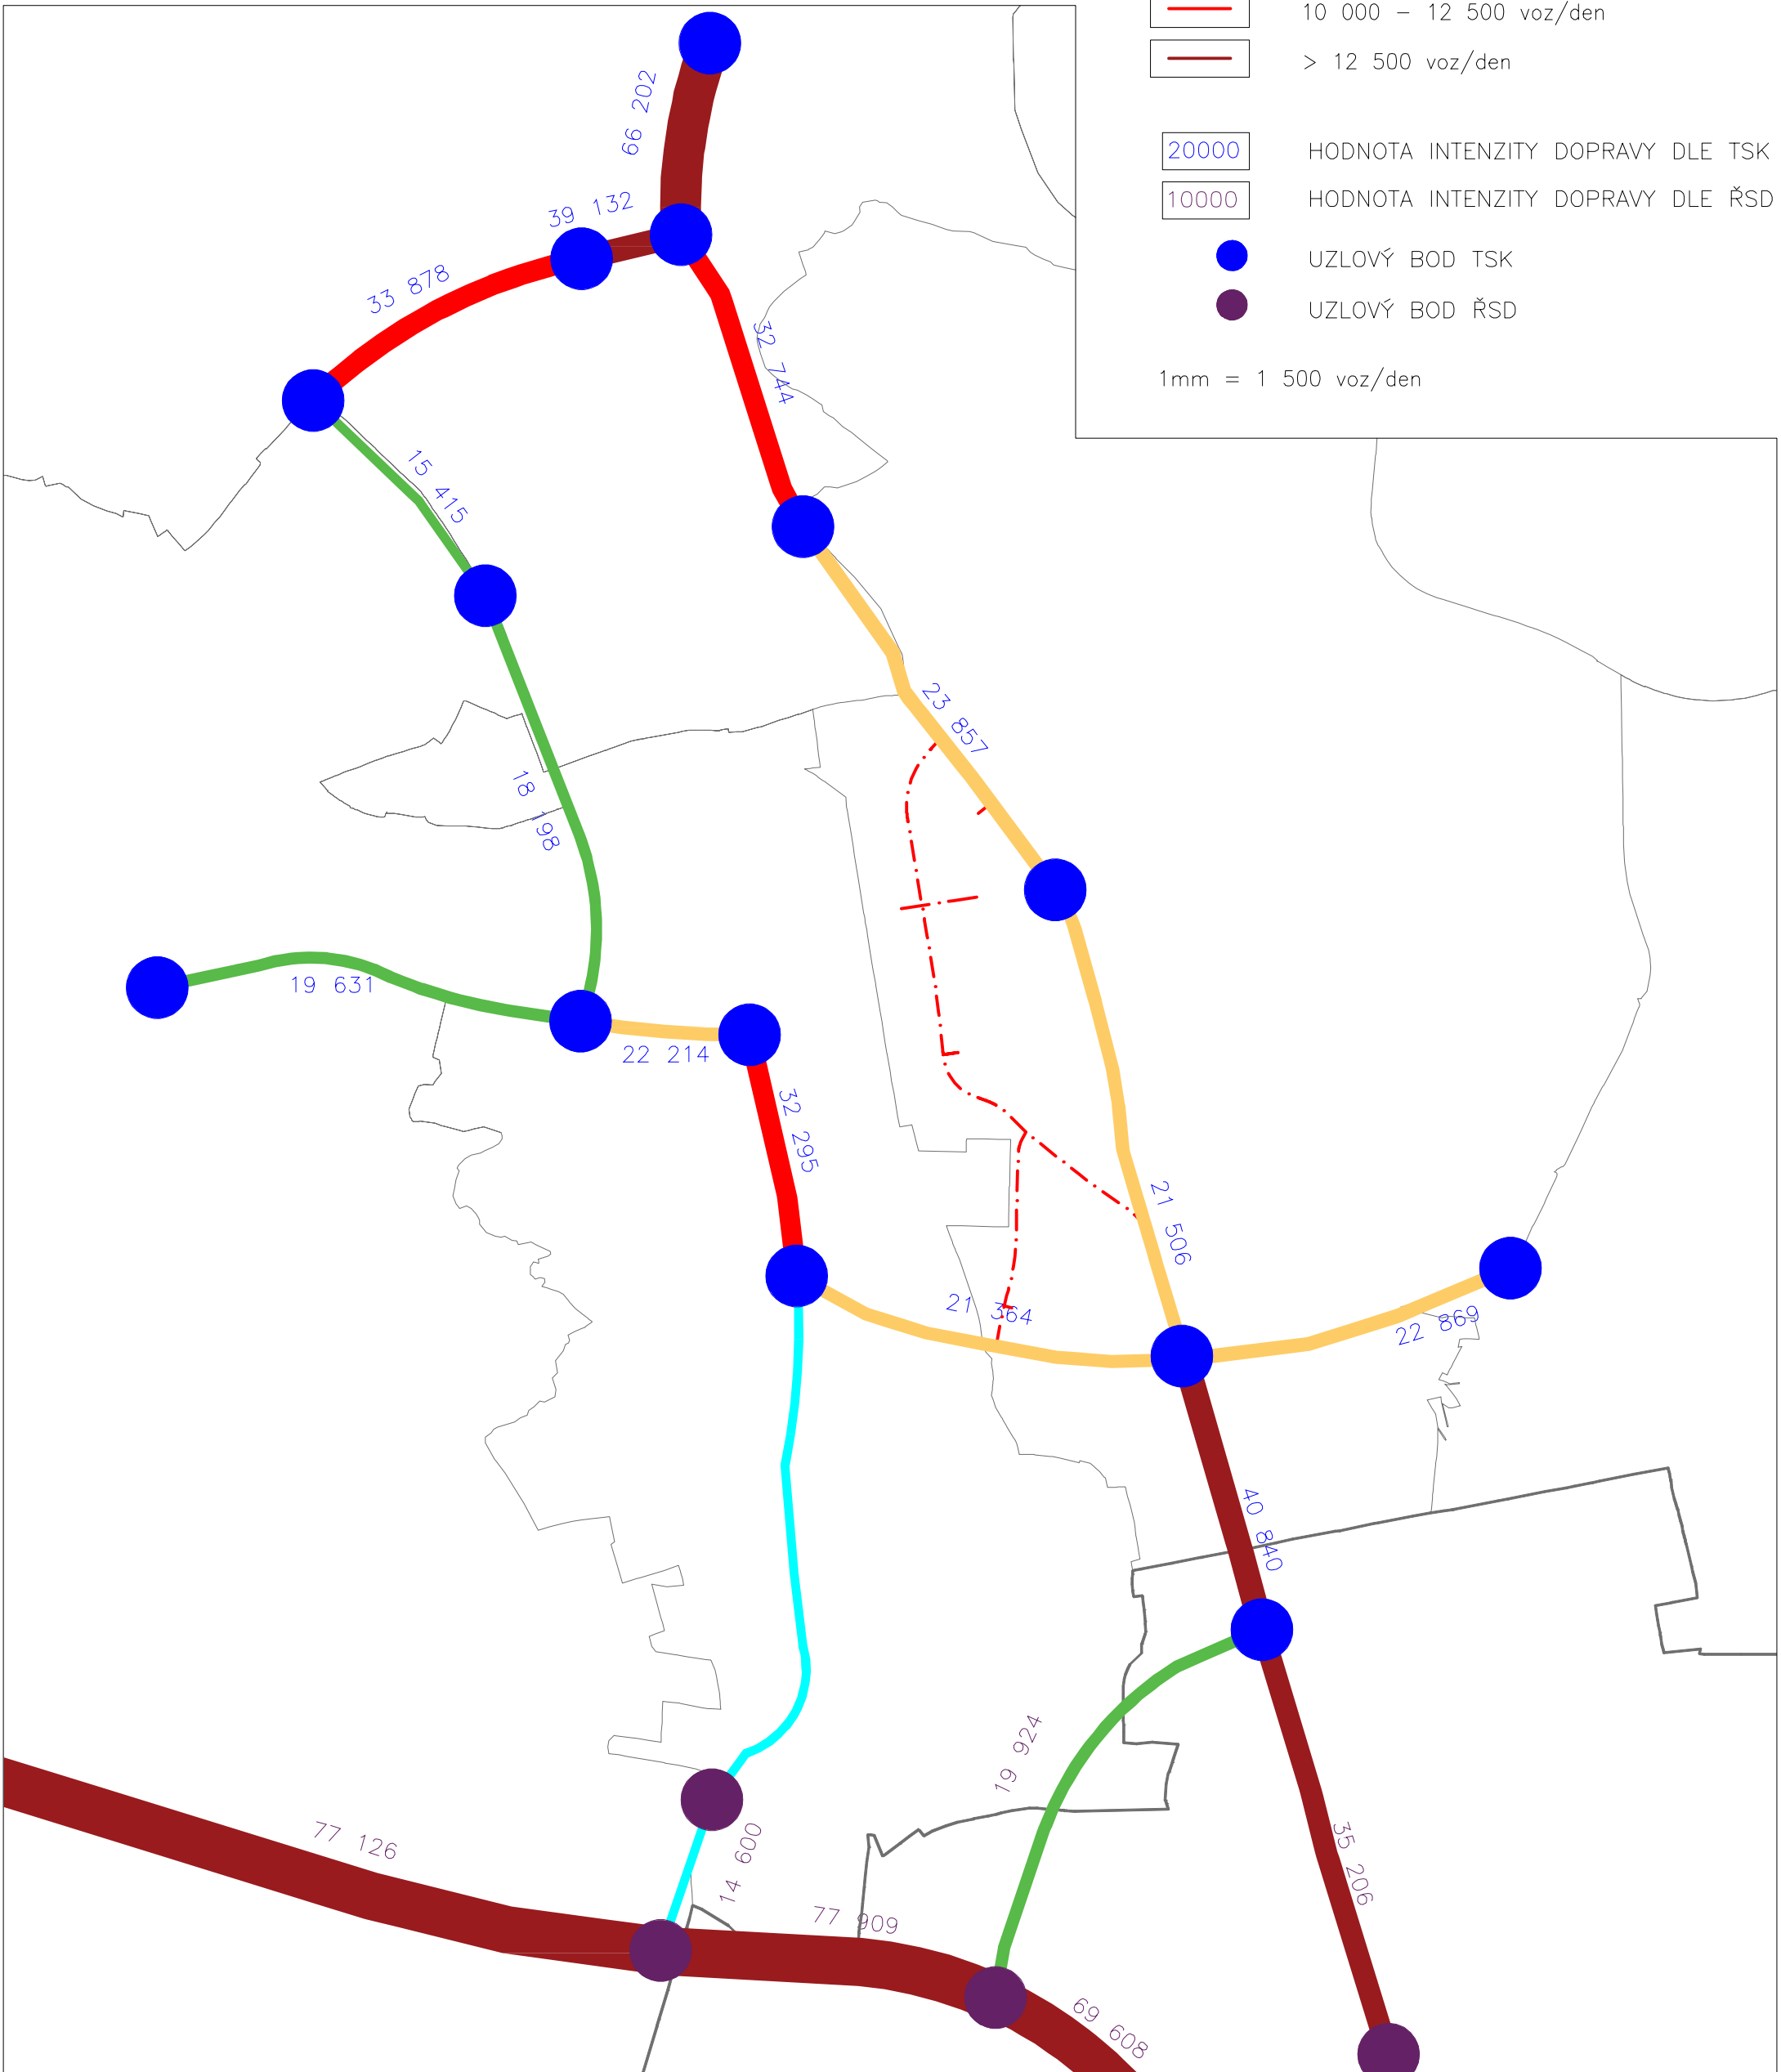 10 000 – 12 500 voz/den
> 12 500 voz/den
20000 HODNOTA INTENZITY DOPRAVY DLE TSK
10000 HODNOTA INTENZITY DOPRAVY DLE ŘSD
UZLOVÝ BOD TSK
UZLOVÝ BOD ŘSD
1mm = 1 500 voz/den
66 202
39 132
33 878
32 744
15 415
23 857
18 198
19 631
22 214
32 295
21 506
21 364
22 869
40 840
19 924
77 126
14 600
35 206
77 909
69 608